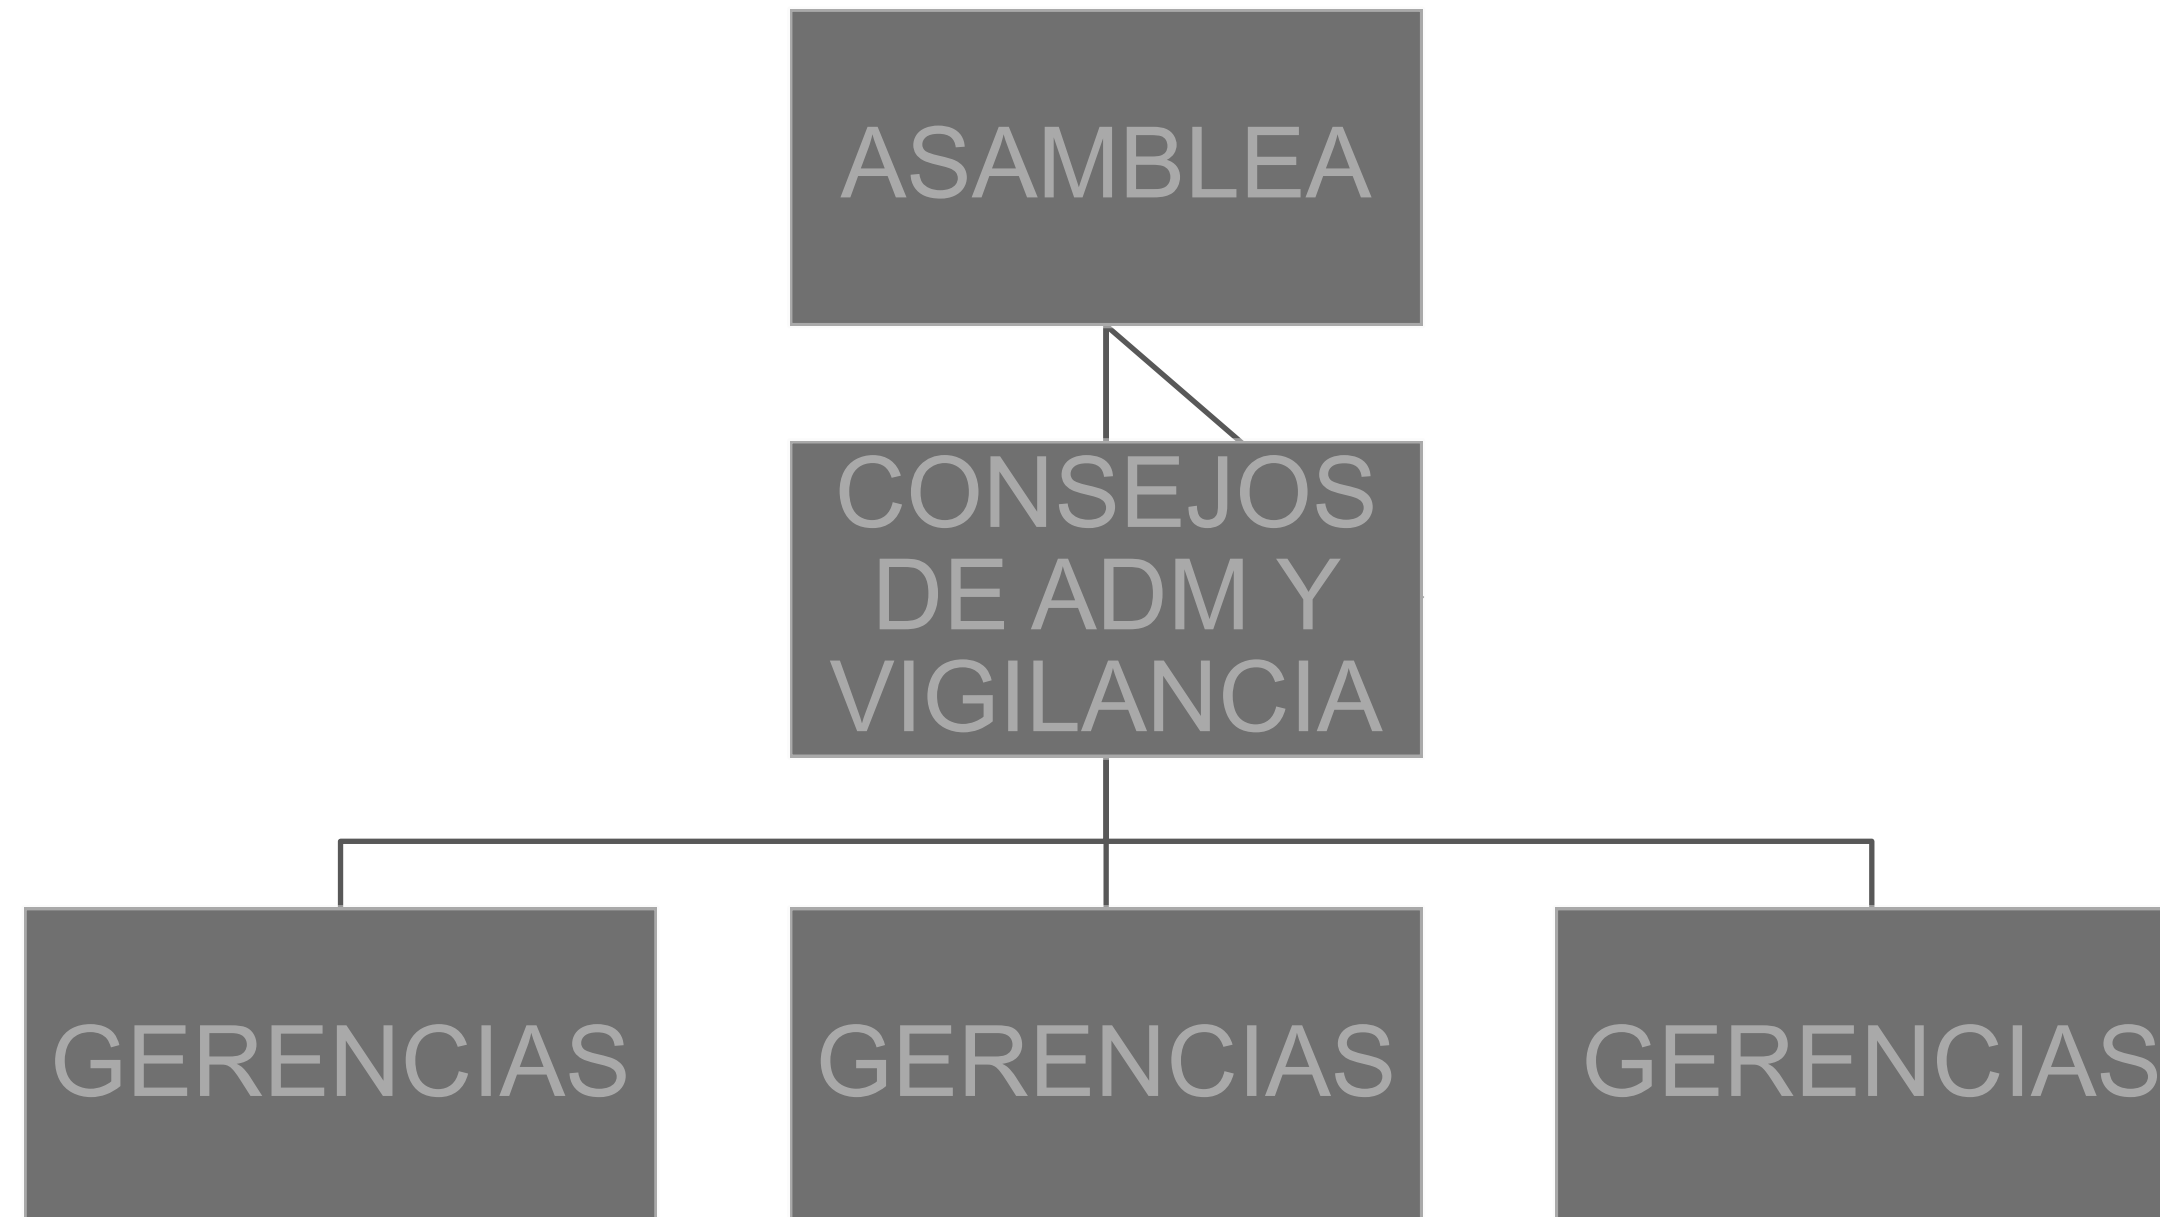 ASAMBLEA
CONSEJOS
DE ADM Y
VIGILANCIA
GERENCIAS
GERENCIAS
GERENCIAS